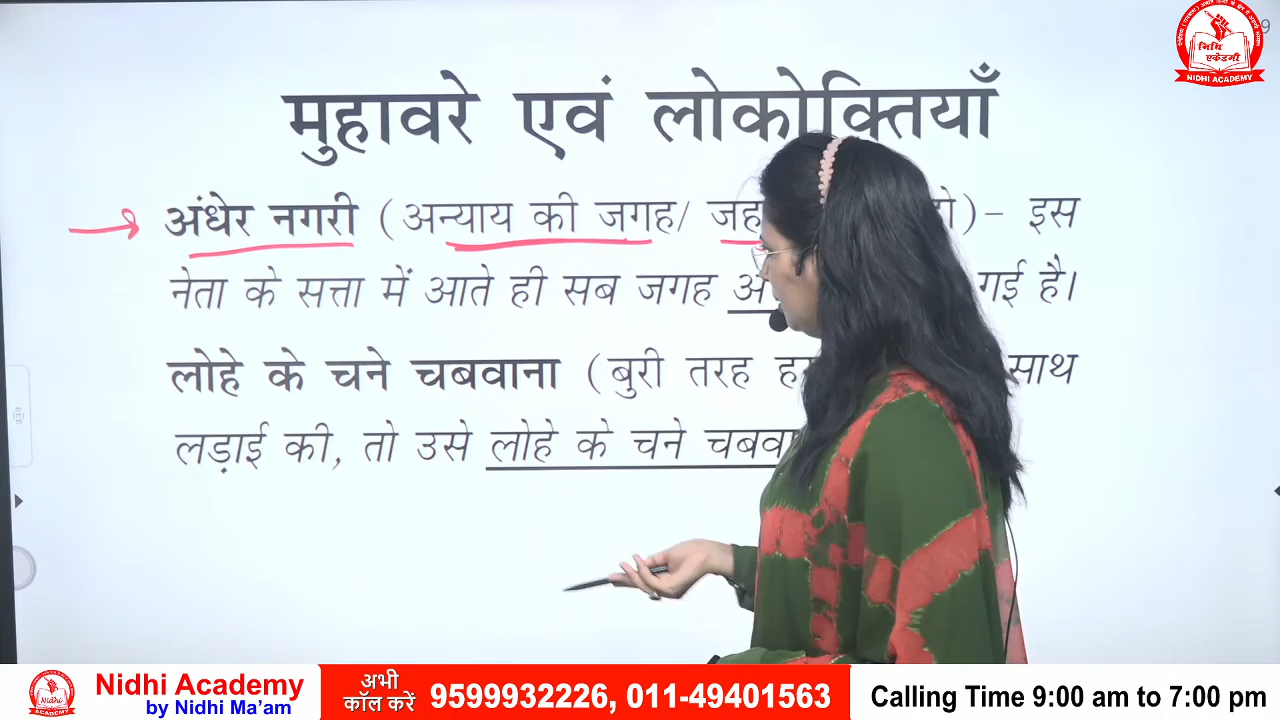 9
निधि
एकेडमी
NIDHI ACADEMY
मुहावरे एवं लोकोक्तियाँ
अंधेर नगरी (अन्याय की जगह/ )- इस
नेता के सत्ता में आते ही सब जगह गई है।
लोहे के चने चबवाना (बुरी तरह साथ
लड़ाई की, तो उसे लोहे के चने
Nidhi Academy
by Nidhi Ma'am
अभी
कॉल करें
9599932226, 011-49401563
Calling Time 9:00 am to 7:00 pm